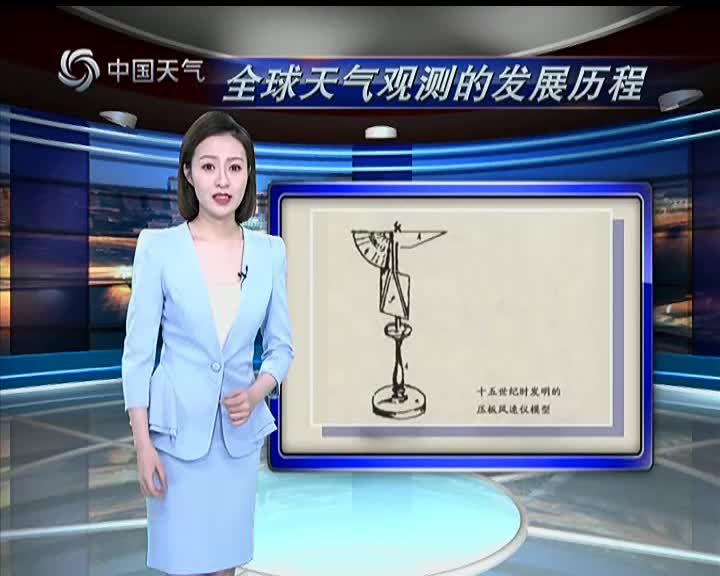 中国天气
全球天气观测的发展历程
十五世纪时发明的
压板风速仪模型